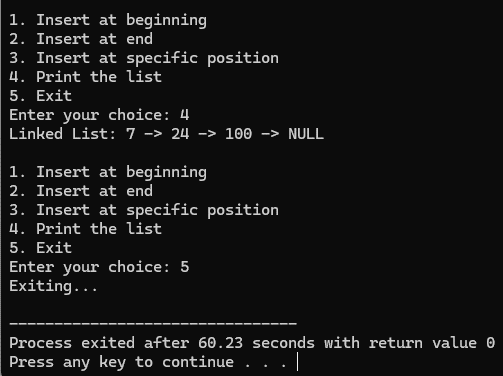 1. Insert at beginning
2. Insert at end
3. Insert at specific position
4. Print the list
5. Exit
Enter your choice: 4
Linked List: 7 -> 24 -> 100 -> NULL

1. Insert at beginning
2. Insert at end
3. Insert at specific position
4. Print the list
5. Exit
Enter your choice: 5
Exiting...

--------------------------------
Process exited after 60.23 seconds with return value 0
Press any key to continue . . .